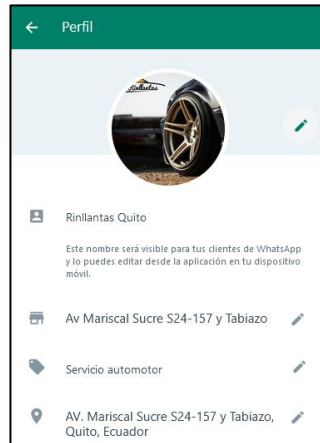 Perfil
Rinllantas
Rinllantas Quito
Este nombre será visible para tus clientes de WhatsApp
y lo puedes editar desde la aplicación en tu dispositivo
móvil.
Av Mariscal Sucre S24-157 y Tabiazo
Servicio automotor
AV. Mariscal Sucre S24-157 y Tabiazo,
Quito, Ecuador